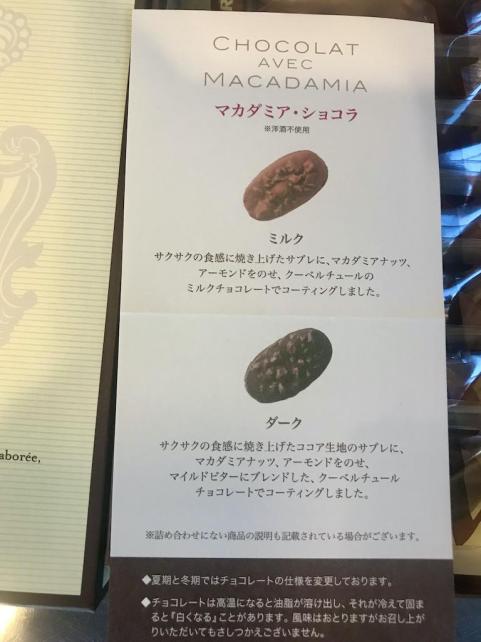 CHOCOLAT
AVEC
MACADAMIA
マカダミア・ショコラ
※洋酒不使用
ミルク
サクサクの食感に焼き上げたサブレに、マカダミアナッツ、
アーモンドをのせ、クーベルチュールの
ミルクチョコレートでコーティングしました。
ダーク
サクサクの食感に焼き上げたココア生地のサブレに、
マカダミアナッツ、アーモンドをのせ、
マイルドビターにブレンドした、クーベルチュール
チョコレートでコーティングしました。
※詰め合わせにない商品の説明も記載されている場合がございます。
◆夏期と冬期ではチョコレートの仕様を変更しております。
◆チョコレートは高温になると油脂が溶け出し、それが冷えて固ま
ると『白くなる』ことがあります。風味はおとりますがお召し上が
りいただいてもさしつかえございません。
aborée,